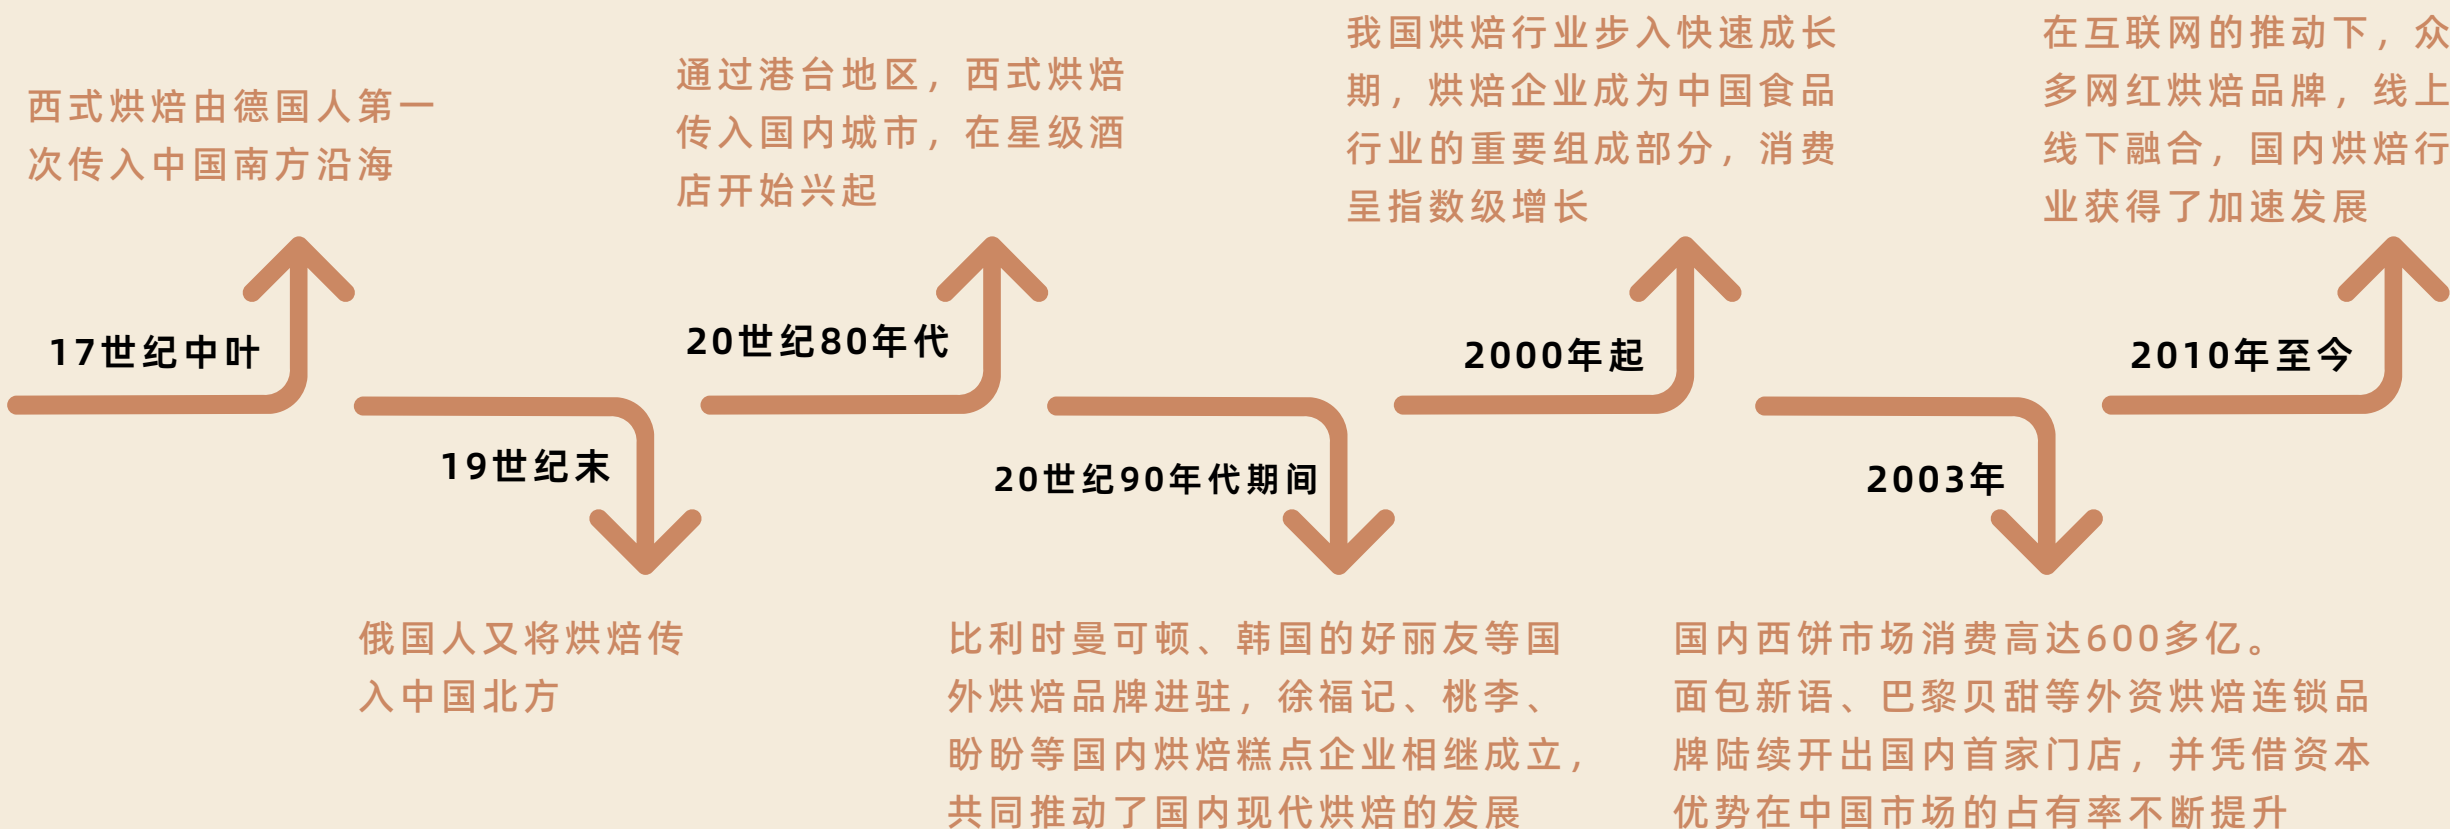 西式烘焙由德国人第一
次传入中国南方沿海
17世纪中叶
19世纪末
俄国人又将烘焙传
入中国北方
通过港台地区，西式烘焙
传入国内城市，在星级酒
店开始兴起
20世纪80年代
20世纪90年代期间
比利时曼可顿、韩国的好丽友等国
外烘焙品牌进驻，徐福记、桃李、
盼盼等国内烘焙糕点企业相继成立，
共同推动了国内现代烘焙的发展
我国烘焙行业步入快速成长
期，烘焙企业成为中国食品
行业的重要组成部分，消费
呈指数级增长
2000年起
2003年
国内西饼市场消费高达600多亿。
面包新语、巴黎贝甜等外资烘焙连锁品
牌陆续开出国内首家门店，并凭借资本
优势在中国市场的占有率不断提升
在互联网的推动下，众
多网红烘焙品牌，线上
线下融合，国内烘焙行
业获得了加速发展
2010年至今